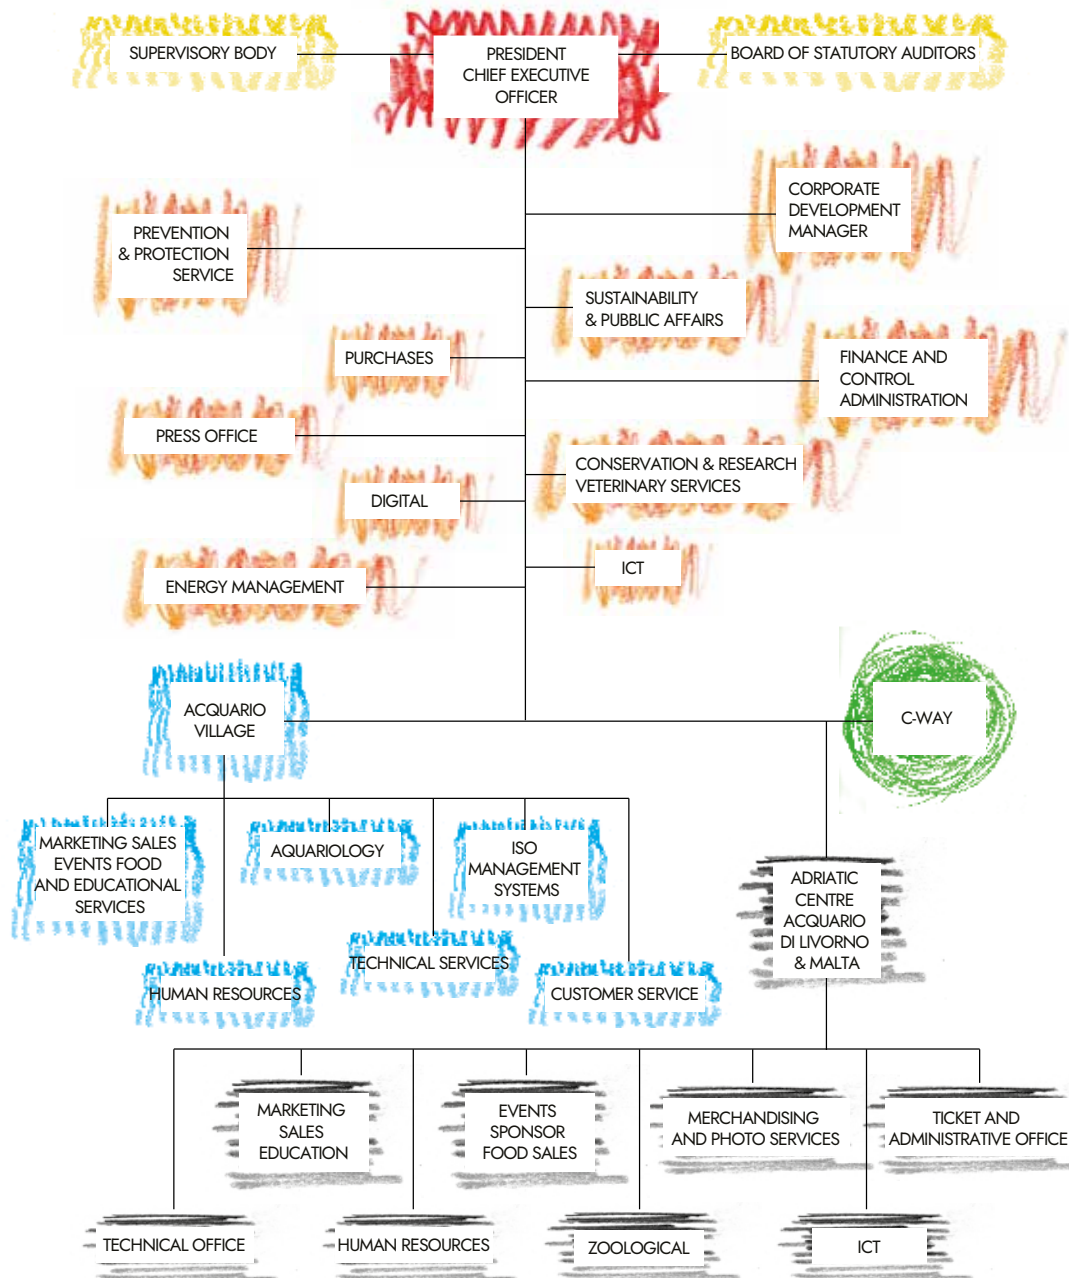 SUPERVISORY BODY
PRESIDENT
CHIEF EXECUTIVE
OFFICER
BOARD OF STATUTORY AUDITORS
CORPORATE
DEVELOPMENT
MANAGER
PREVENTION
& PROTECTION
SERVICE
SUSTAINABILITY
& PUBBLIC AFFAIRS
PURCHASES
FINANCE AND
CONTROL
ADMINISTRATION
PRESS OFFICE
CONSERVATION & RESEARCH
VETERINARY SERVICES
DIGITAL
ICT
ENERGY MANAGEMENT
ACQUARIO
VILLAGE
C-WAY
MARKETING SALES
EVENTS FOOD
AND EDUCATIONAL
SERVICES
AQUARIOLOGY
ISO
MANAGEMENT
SYSTEMS
ADRIATIC
CENTRE
ACQUARIO
DI LIVORNO
& MALTA
HUMAN RESOURCES
TECHNICAL SERVICES
CUSTOMER SERVICE
MARKETING
SALES
EDUCATION
EVENTS
SPONSOR
FOOD SALES
MERCHANDISING
AND PHOTO SERVICES
TICKET AND
ADMINISTRATIVE OFFICE
TECHNICAL OFFICE
HUMAN RESOURCES
ZOOLOGICAL
ICT